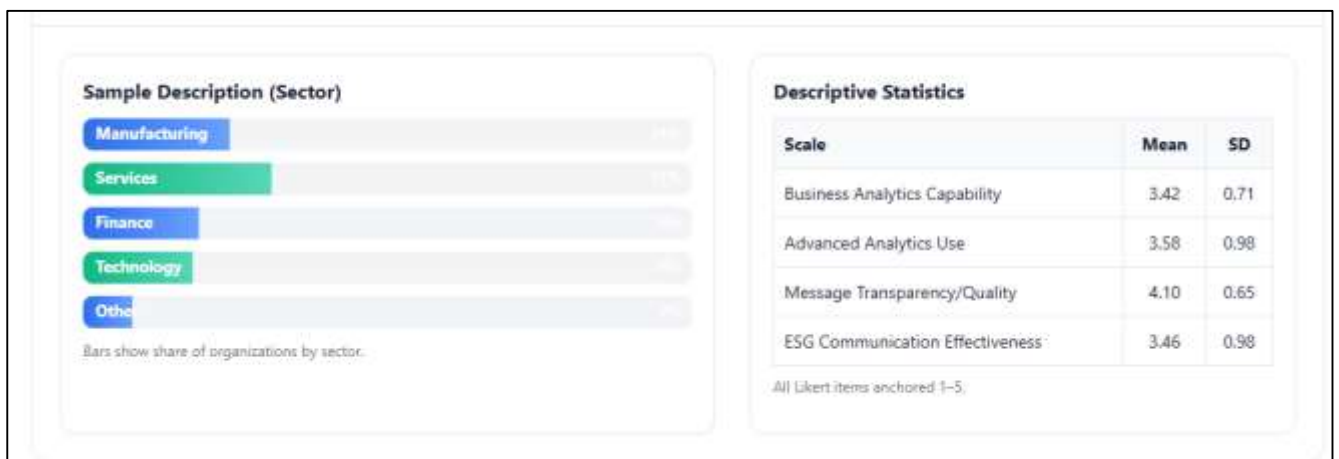 Sample Description (Sector)
Manufacturing
Services
Finance
Technology
Othe
Bars show share of organizations by sector.
Descriptive Statistics
Scale Mean SD
Business Analytics Capability 3.42 0.71
Advanced Analytics Use 3.58 0.98
Message Transparency/Quality 4.10 0.65
ESG Communication Effectiveness 3.46 0.98
All Likert items anchored 1–5.